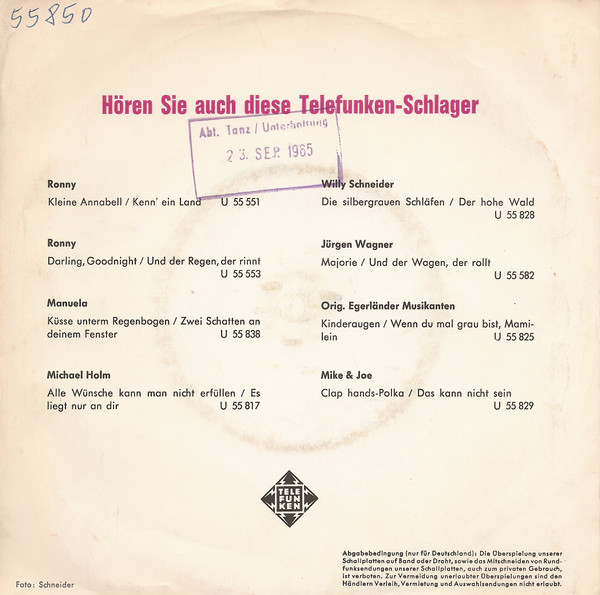 55850
Hören Sie auch diese Telefunken-Schlager
Abt. Tanz / Unterhaltung
23. SEP. 1965
Ronny
Kleine Annabell / Kenn' ein Land U 55 551
Ronny
Darling, Goodnight / Und der Regen, der rinnt
U 55 553
Manuela
Küsse unterm Regenbogen / Zwei Schatten an
deinem Fenster U 55 838
Michael Holm
Alle Wünsche kann man nicht erfüllen / Es
liegt nur an dir U 55 817
Willy Schneider
Die silbergrauen Schläfen / Der hohe Wald
U 55 828
Jürgen Wagner
Majorie / Und der Wagen, der rollt
U 55 582
Orig. Egerländer Musikanten
Kinderaugen / Wenn du mal grau bist, Mami-
lein U 55 825
Mike & Joe
Clap hands-Polka / Das kann nicht sein
U 55 829
TELE
FUN
KEN
Foto: Schneider
Abgabebedingung (nur für Deutschland): Die Überspielung unserer
Schallplatten auf Band oder Draht, sowie das Mitschneiden von Rund-
funksendungen unserer Schallplatten, auch zum privaten Gebrauch,
ist verboten. Zur Vermeidung unerlaubter Überspielungen sind den
Händlern Verleih, Vermietung und Auswahlsendungen nicht erlaubt.